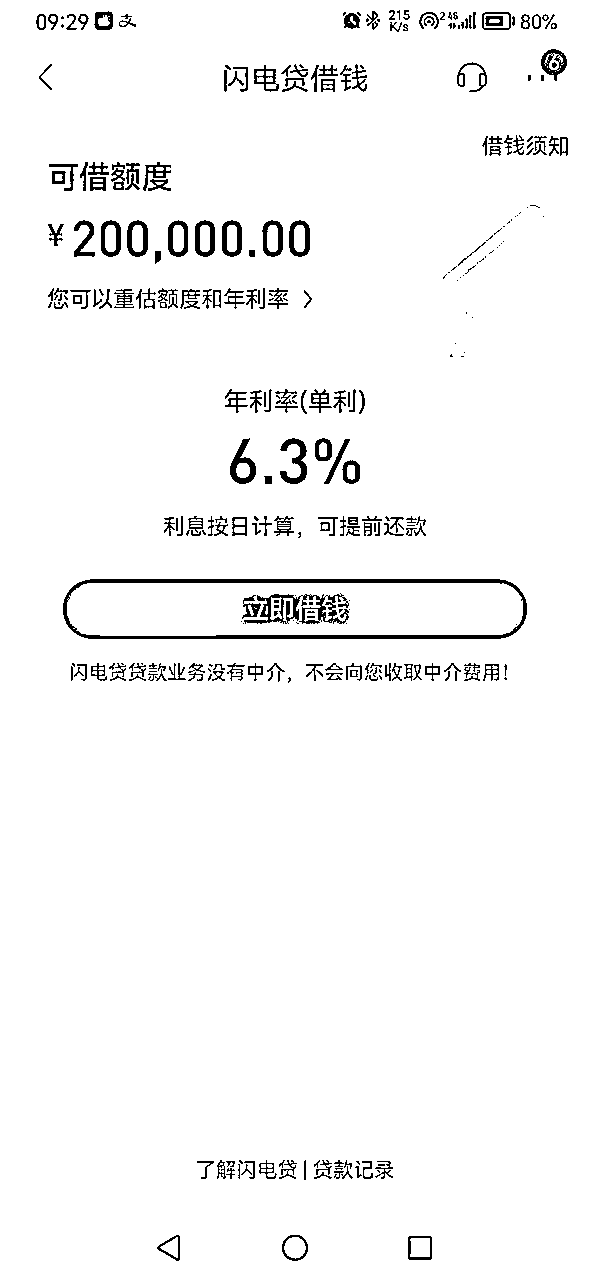 09:29 支 215 K/s 2 4G 80%
闪电贷借钱
16
借钱须知
可借额度
¥200,000.00
您可以重估额度和年利率 >
年利率(单利)
6.3%
利息按日计算，可提前还款
立即借钱
闪电贷贷款业务没有中介，不会向您收取中介费用！
了解闪电贷 | 贷款记录